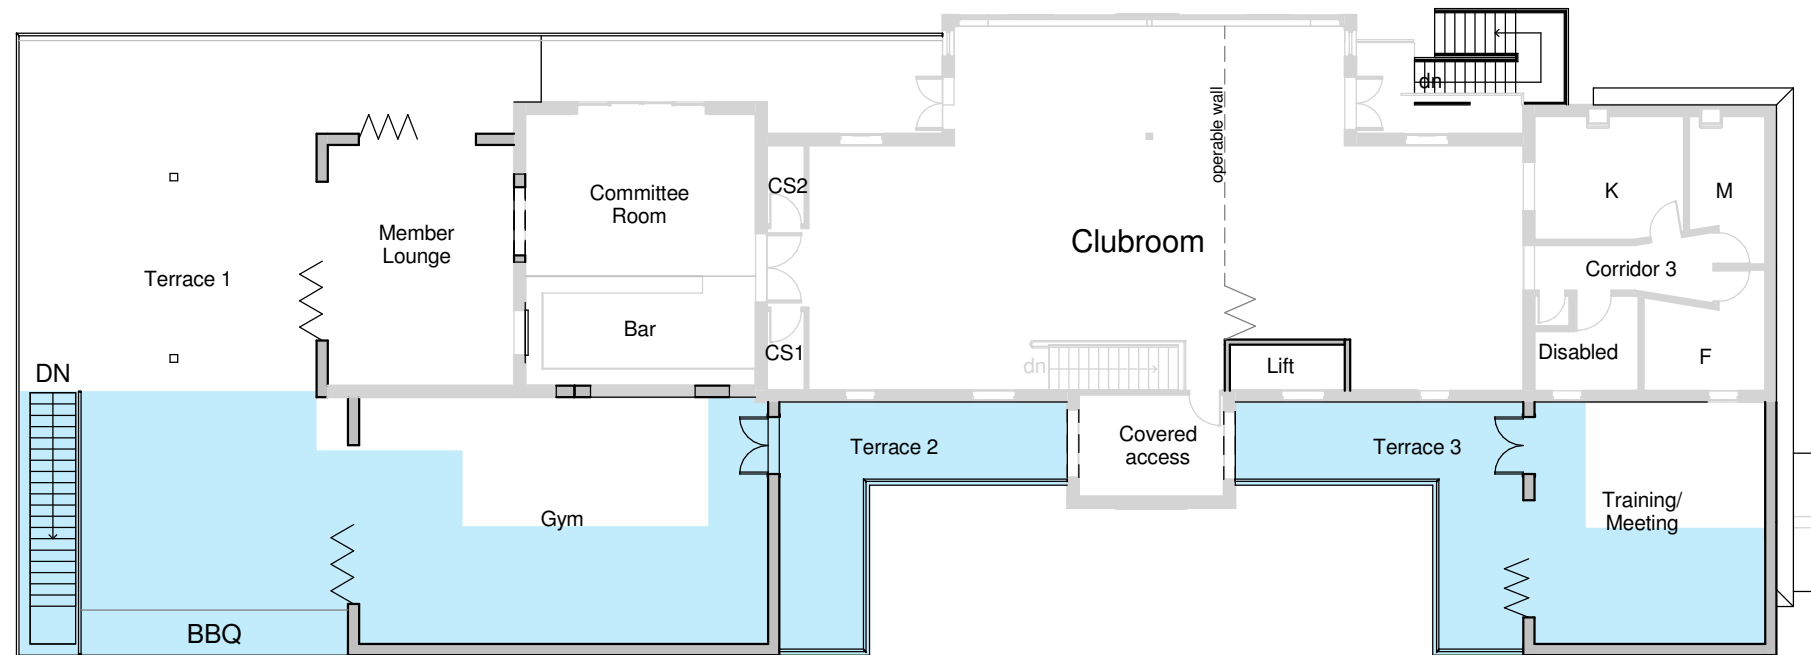 dn
operable wall
CS2
Committee
Room
K
M
Member
Lounge
Clubroom
Terrace 1
Corridor 3
Bar
CS1
dn
Lift
Disabled
F
DN
Covered
access
Terrace 2
Terrace 3
Gym
Training/
Meeting
BBQ